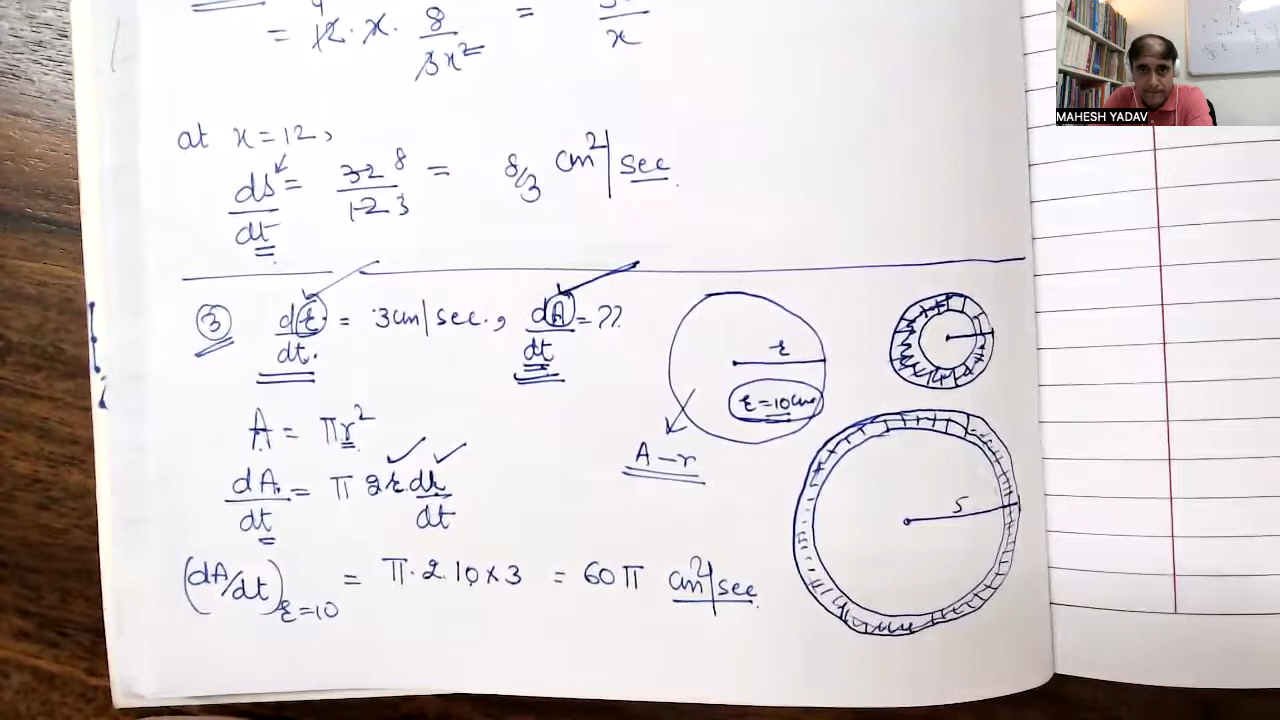 = 12 · x · 8/3x² = /x
at x = 12,
ds/dt = 32/12 8/3 = 8/3 cm²/sec.
③ dr/dt = 3cm/sec., dA/dt = ??
r
r=10cm
A = πr²
A – r
dA/dt = π 2r. dr/dt
5
(dA/dt)r=10 = π·2·10×3 = 60π cm²/sec.
MAHESH YADAV